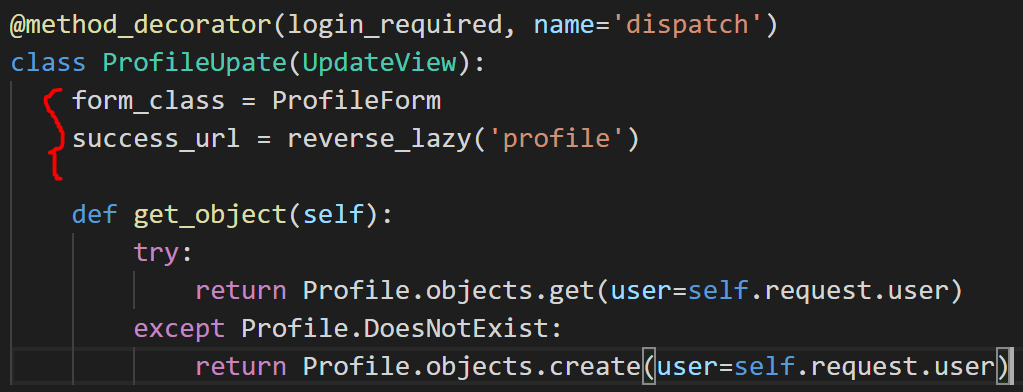 @method_decorator(login_required, name='dispatch')
class ProfileUpate(UpdateView):
    form_class = ProfileForm
    success_url = reverse_lazy('profile')

    def get_object(self):
        try:
            return Profile.objects.get(user=self.request.user)
        except Profile.DoesNotExist:
            return Profile.objects.create(user=self.request.user)